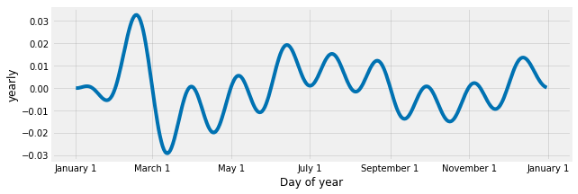 0.03
0.02
0.01
0.00
−0.01
−0.02
−0.03
yearly
January 1 March 1 May 1 July 1 September 1 November 1 January 1
Day of year